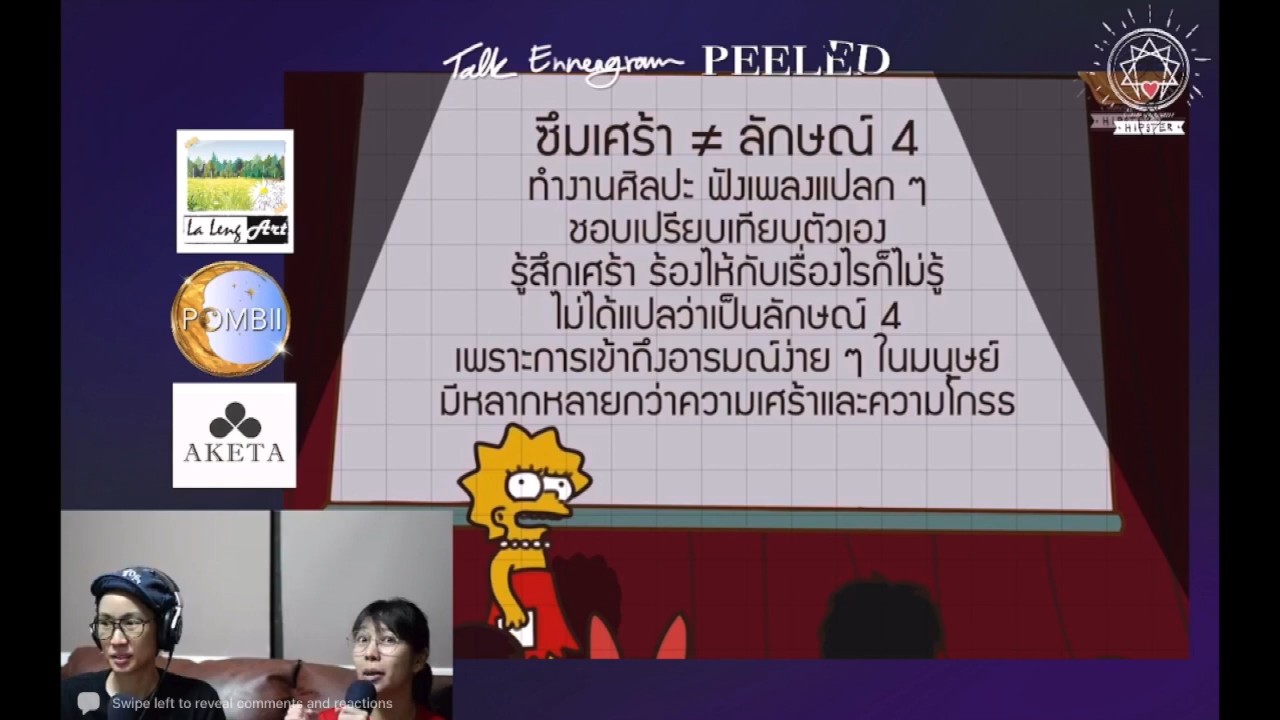 Talk Enneagram PEELED
HIPSTER
ซึมเศร้า ≠ ลักษณ์ 4
ทำงานศิลปะ ฟังเพลงแปลก ๆ
ชอบเปรียบเทียบตัวเอง
รู้สึกเศร้า ร้องไห้กับเรื่องไรก็ไม่รู้
ไม่ได้แปลว่าเป็นลักษณ์ 4
เพราะการเข้าถึงอารมณ์ง่าย ๆ ในมนุษย์
มีหลากหลายกว่าความเศร้าและความโกรธ
La Leng Art
POMBII
AKETA
Swipe left to reveal comments and reactions